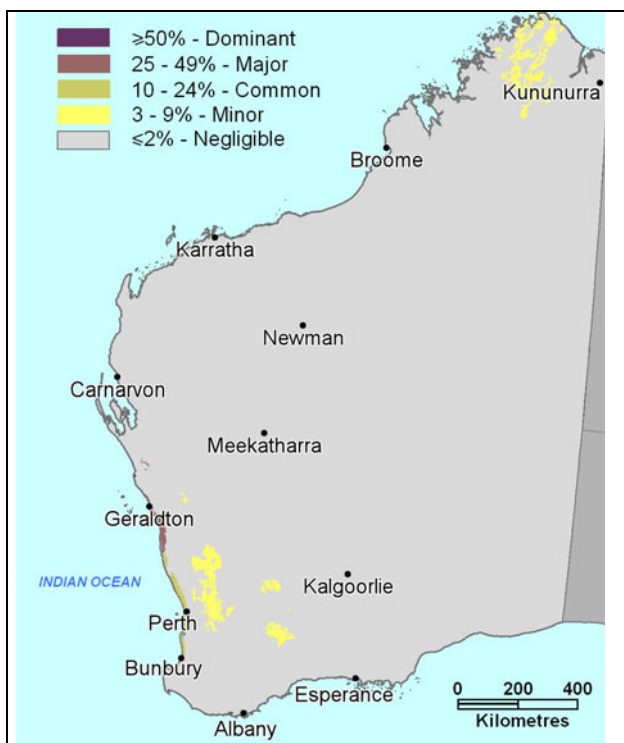 ≥50% - Dominant
25 - 49% - Major
10 - 24% - Common
3 - 9% - Minor
≤2% - Negligible
Kununurra
Broome
Karratha
Newman
Carnarvon
Meekatharra
Geraldton
INDIAN OCEAN
Kalgoorlie
Perth
Bunbury
Esperance
Albany
0 200 400
Kilometres